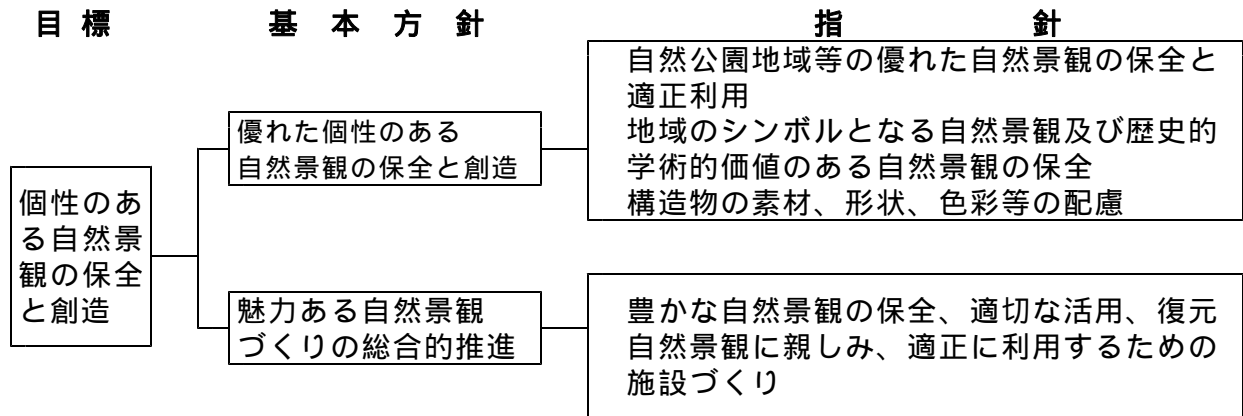 目標 基本方針 指針
個性のあ
る自然景
観の保全
と創造
優れた個性のある
自然景観の保全と創造
自然公園地域等の優れた自然景観の保全と
適正利用
地域のシンボルとなる自然景観及び歴史的
学術的価値のある自然景観の保全
構造物の素材、形状、色彩等の配慮
魅力ある自然景観
づくりの総合的推進
豊かな自然景観の保全、適切な活用、復元
自然景観に親しみ、適正に利用するための
施設づくり